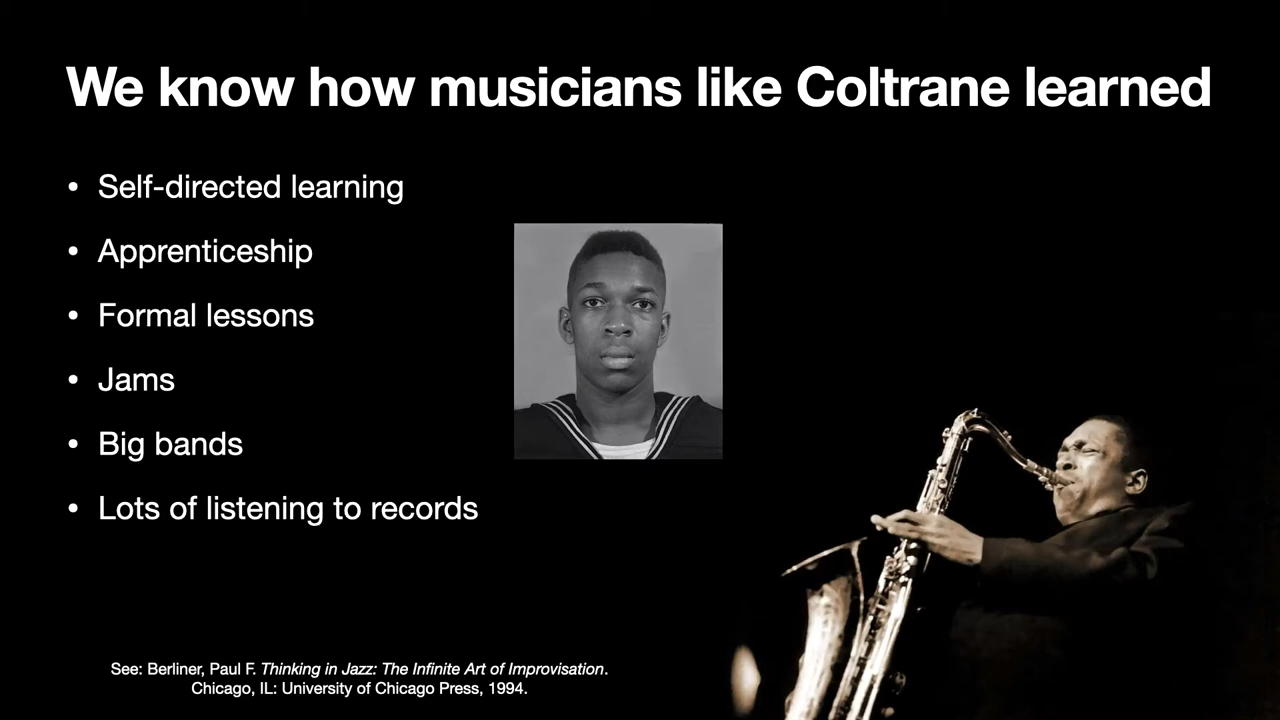 We know how musicians like Coltrane learned
• Self-directed learning
• Apprenticeship
• Formal lessons
• Jams
• Big bands
• Lots of listening to records
See: Berliner, Paul F. Thinking in Jazz: The Infinite Art of Improvisation.
Chicago, IL: University of Chicago Press, 1994.